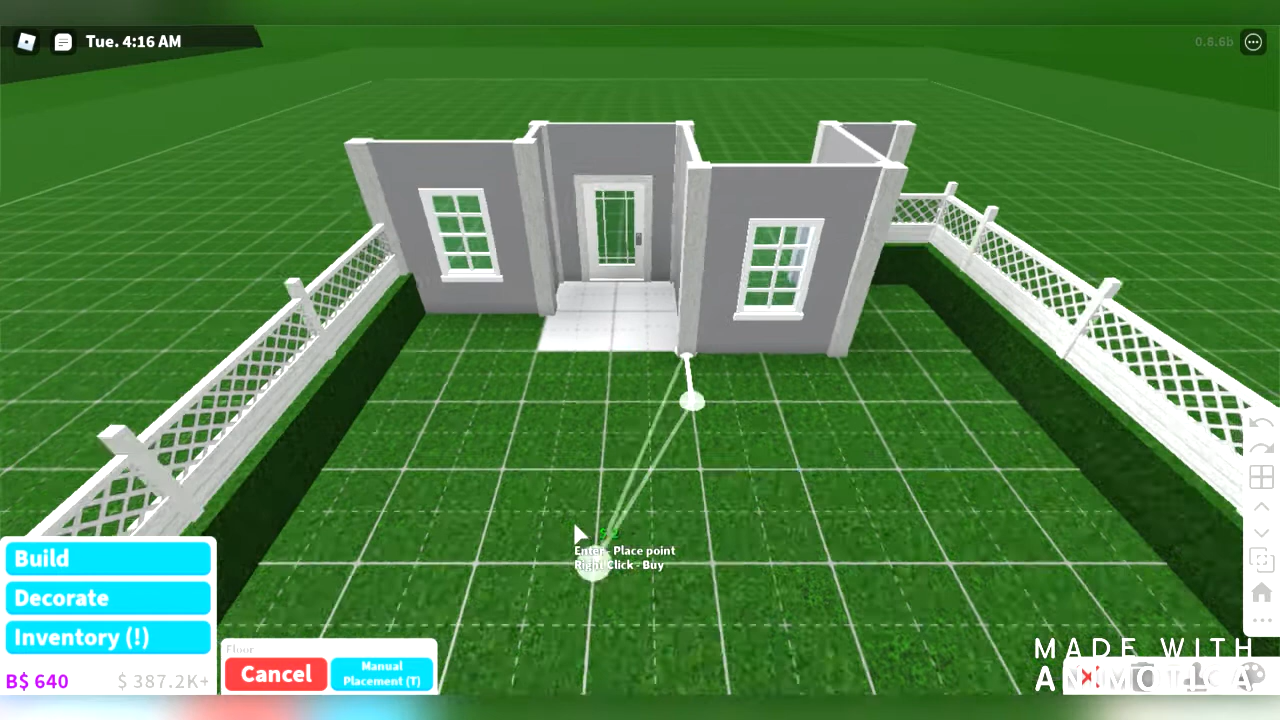 Tue. 4:16 AM
0.8.6b
Enter - Place point
Right Click - Buy
Build
Decorate
Inventory (!)
B$ 640
$ 387.2K+
Floor
Cancel
Manual
Placement (T)
MADE WITH
ANIMOTICA